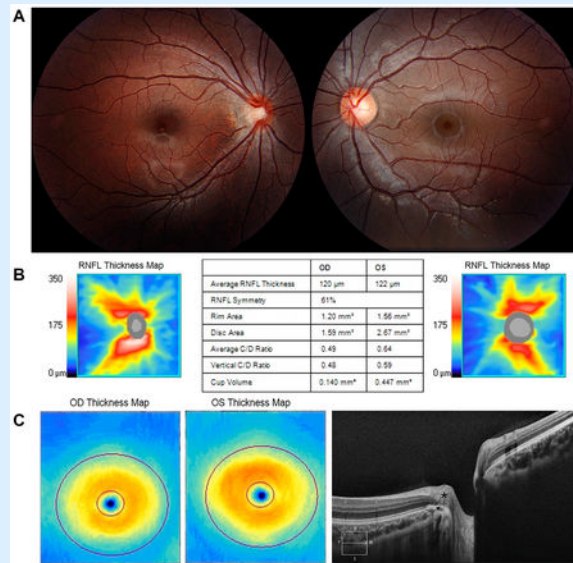 A
B
RNFL Thickness Map
350
175
0 µm
OD OS
Average RNFL Thickness 120 µm 122 µm
RNFL Symmetry 61%
Rim Area 1.20 mm² 1.56 mm²
Disc Area 1.59 mm² 2.67 mm²
Average C/D Ratio 0.49 0.64
Vertical C/D Ratio 0.48 0.59
Cup Volume 0.140 mm³ 0.447 mm³
RNFL Thickness Map
350
175
0 µm
C
OD Thickness Map
OS Thickness Map
*